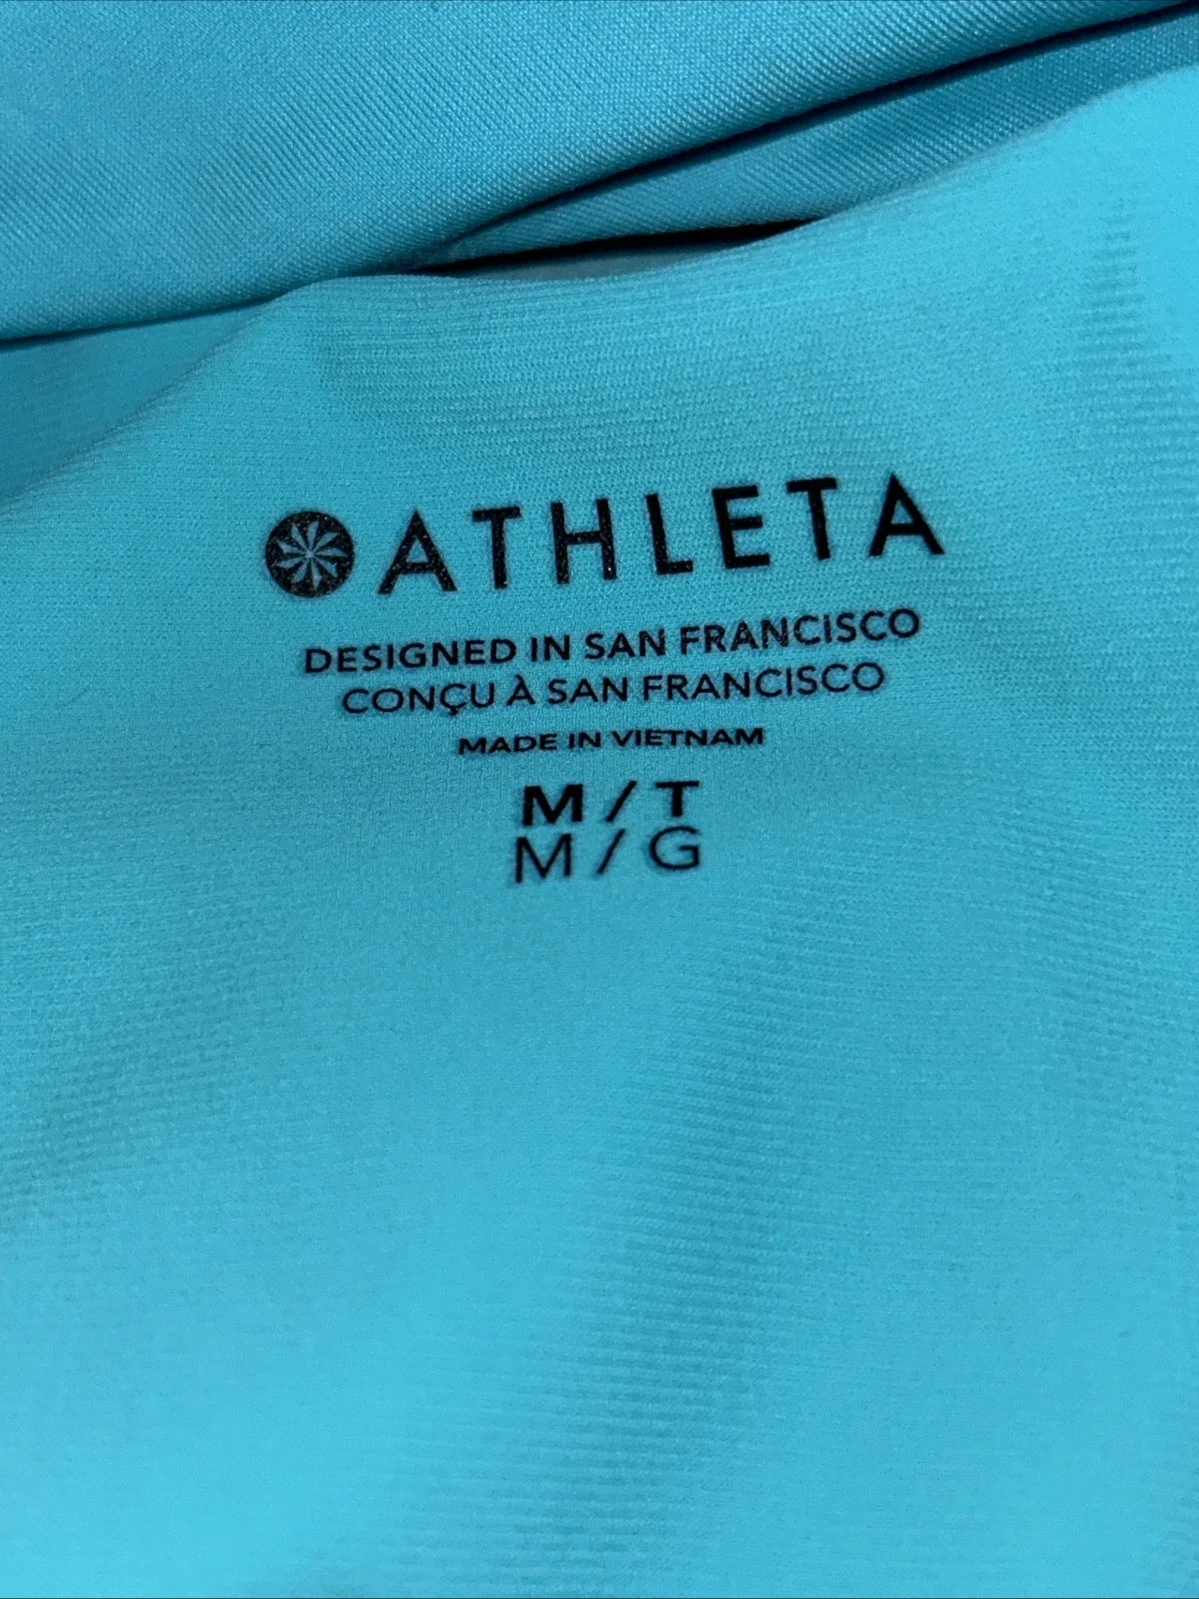 ATHLETA
DESIGNED IN SAN FRANCISCO
CONÇU À SAN FRANCISCO
MADE IN VIETNAM
M / T
M / G